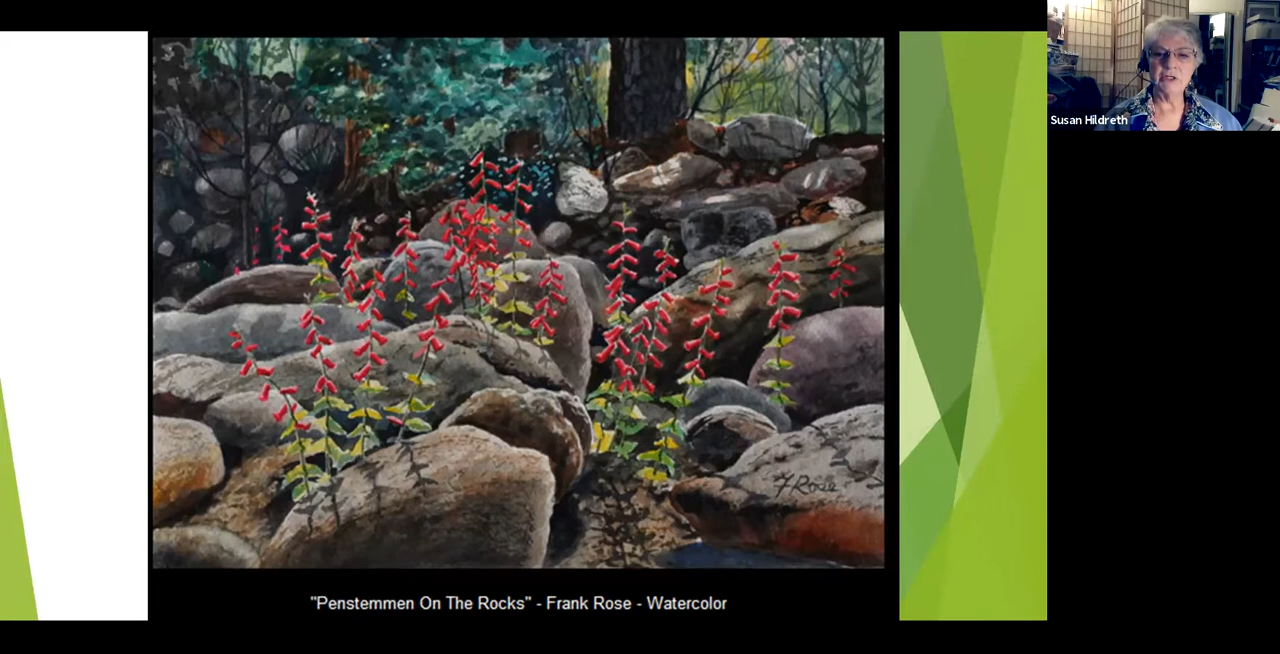 Susan Hildreth
F Rose
"Penstemmen On The Rocks" - Frank Rose - Watercolor